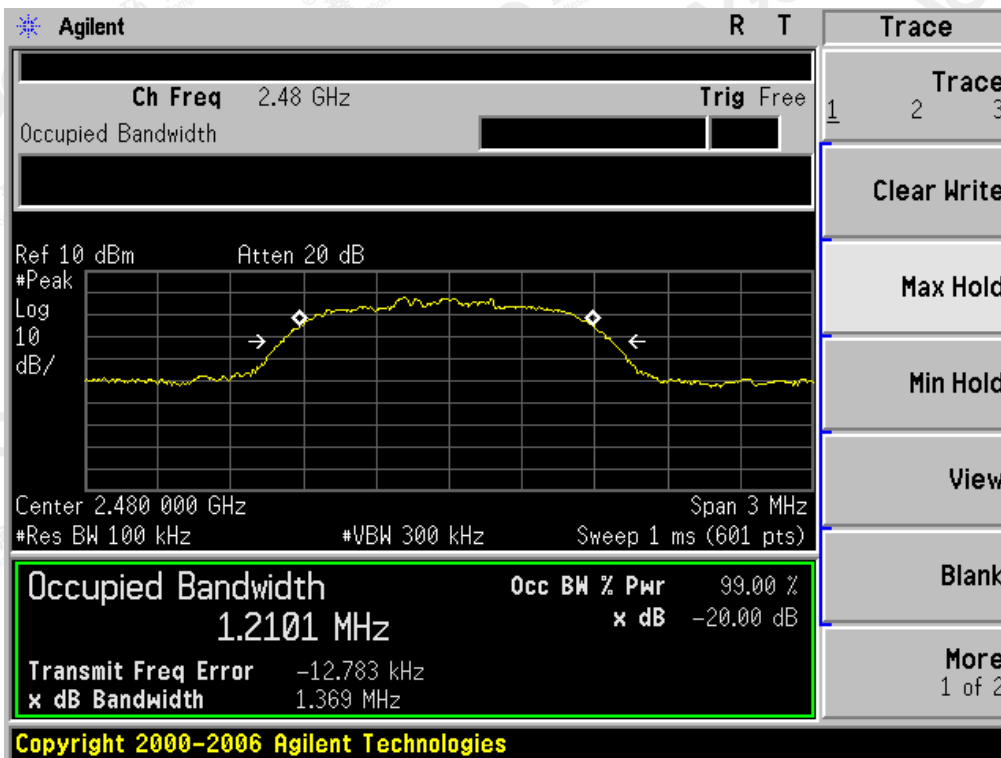 Agilent R T
Trace
Ch Freq 2.48 GHz Trig Free
Occupied Bandwidth
Trace
1 2 3
Clear Write
Max Hold
Min Hold
View
Blank
More
1 of 2
Ref 10 dBm Atten 20 dB
#Peak
Log
10
dB/
Center 2.480 000 GHz Span 3 MHz
#Res BW 100 kHz #VBW 300 kHz Sweep 1 ms (601 pts)
Occupied Bandwidth
1.2101 MHz
Occ BW % Pwr 99.00 %
x dB -20.00 dB
Transmit Freq Error -12.783 kHz
x dB Bandwidth 1.369 MHz
Copyright 2000-2006 Agilent Technologies